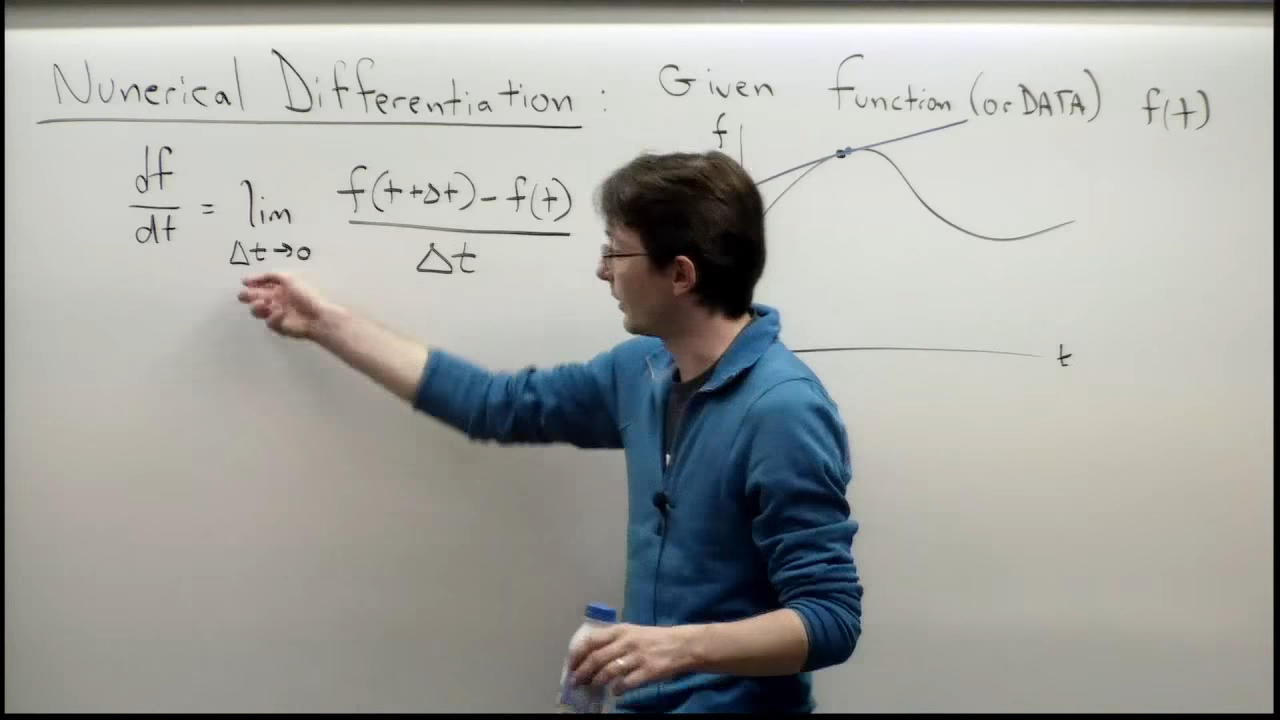 Nunerical Differentiation : Given function (or DATA) f(t)
df/dt = lim Δt→0 f(t+Δt)-f(t) / Δt
f
t